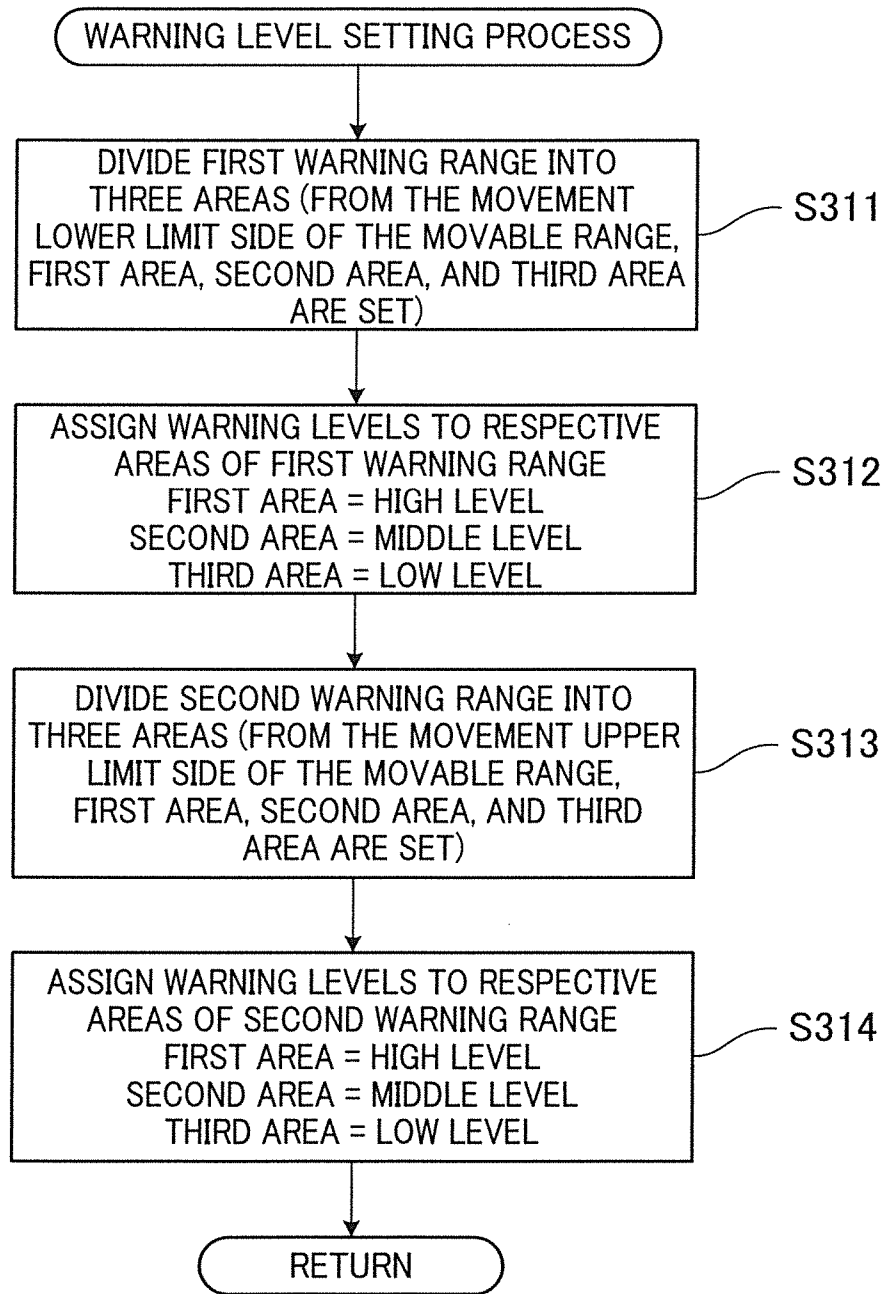 WARNING LEVEL SETTING PROCESS
DIVIDE FIRST WARNING RANGE INTO
THREE AREAS (FROM THE MOVEMENT
LOWER LIMIT SIDE OF THE MOVABLE RANGE,
FIRST AREA, SECOND AREA, AND THIRD AREA
ARE SET)
S311
ASSIGN WARNING LEVELS TO RESPECTIVE
AREAS OF FIRST WARNING RANGE
FIRST AREA = HIGH LEVEL
SECOND AREA = MIDDLE LEVEL
THIRD AREA = LOW LEVEL
S312
DIVIDE SECOND WARNING RANGE INTO
THREE AREAS (FROM THE MOVEMENT UPPER
LIMIT SIDE OF THE MOVABLE RANGE,
FIRST AREA, SECOND AREA, AND THIRD
AREA ARE SET)
S313
ASSIGN WARNING LEVELS TO RESPECTIVE
AREAS OF SECOND WARNING RANGE
FIRST AREA = HIGH LEVEL
SECOND AREA = MIDDLE LEVEL
THIRD AREA = LOW LEVEL
S314
RETURN